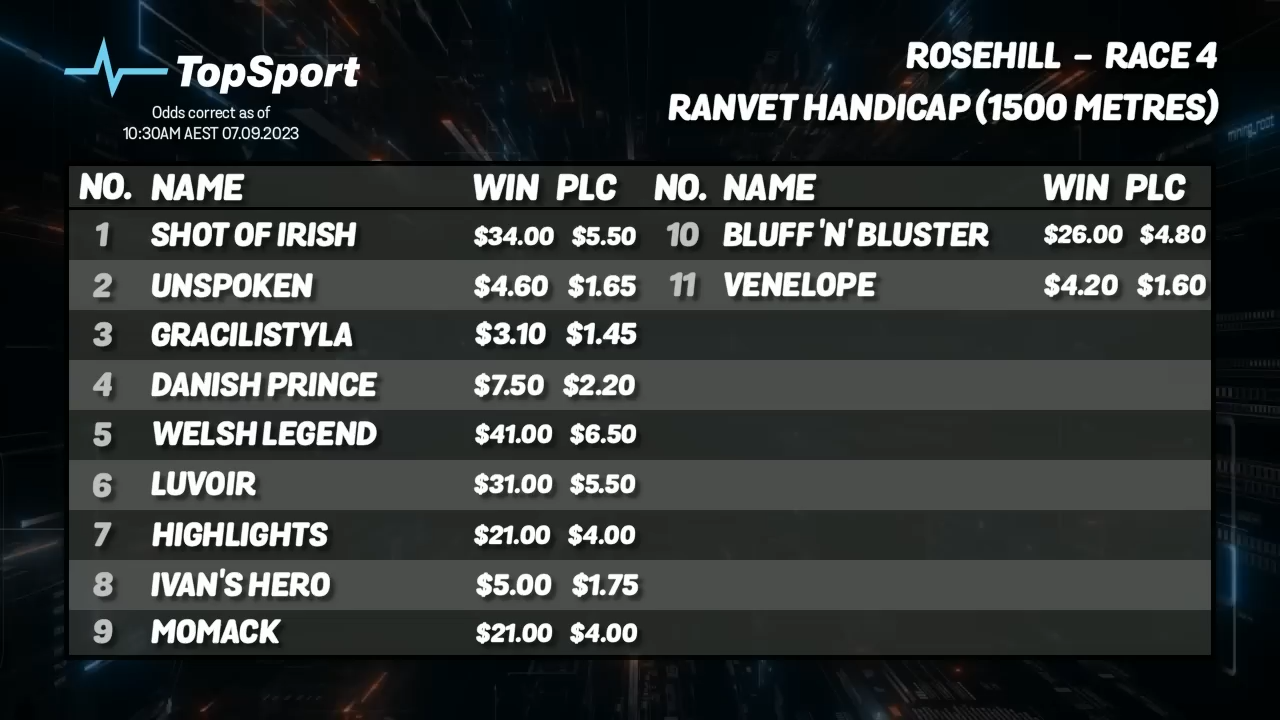 TopSport
Odds correct as of
10:30AM AEST 07.09.2023
ROSEHILL – RACE 4
RANVET HANDICAP (1500 METRES)
NO. NAME WIN PLC NO. NAME WIN PLC
1 SHOT OF IRISH $34.00 $5.50 10 BLUFF 'N' BLUSTER $26.00 $4.80
2 UNSPOKEN $4.60 $1.65 11 VENELOPE $4.20 $1.60
3 GRACILISTYLA $3.10 $1.45
4 DANISH PRINCE $7.50 $2.20
5 WELSH LEGEND $41.00 $6.50
6 LUVOIR $31.00 $5.50
7 HIGHLIGHTS $21.00 $4.00
8 IVAN'S HERO $5.00 $1.75
9 MOMACK $21.00 $4.00
mining_root